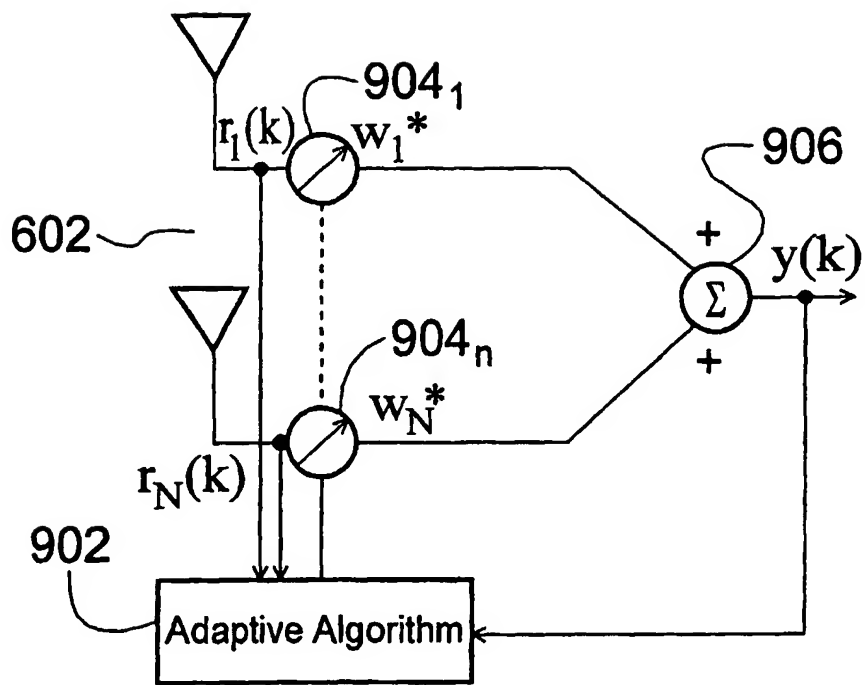 904₁
r₁(k)
w₁*
906
602
+
y(k)
Σ
904ₙ
+
w_N*
r_N(k)
902
Adaptive Algorithm